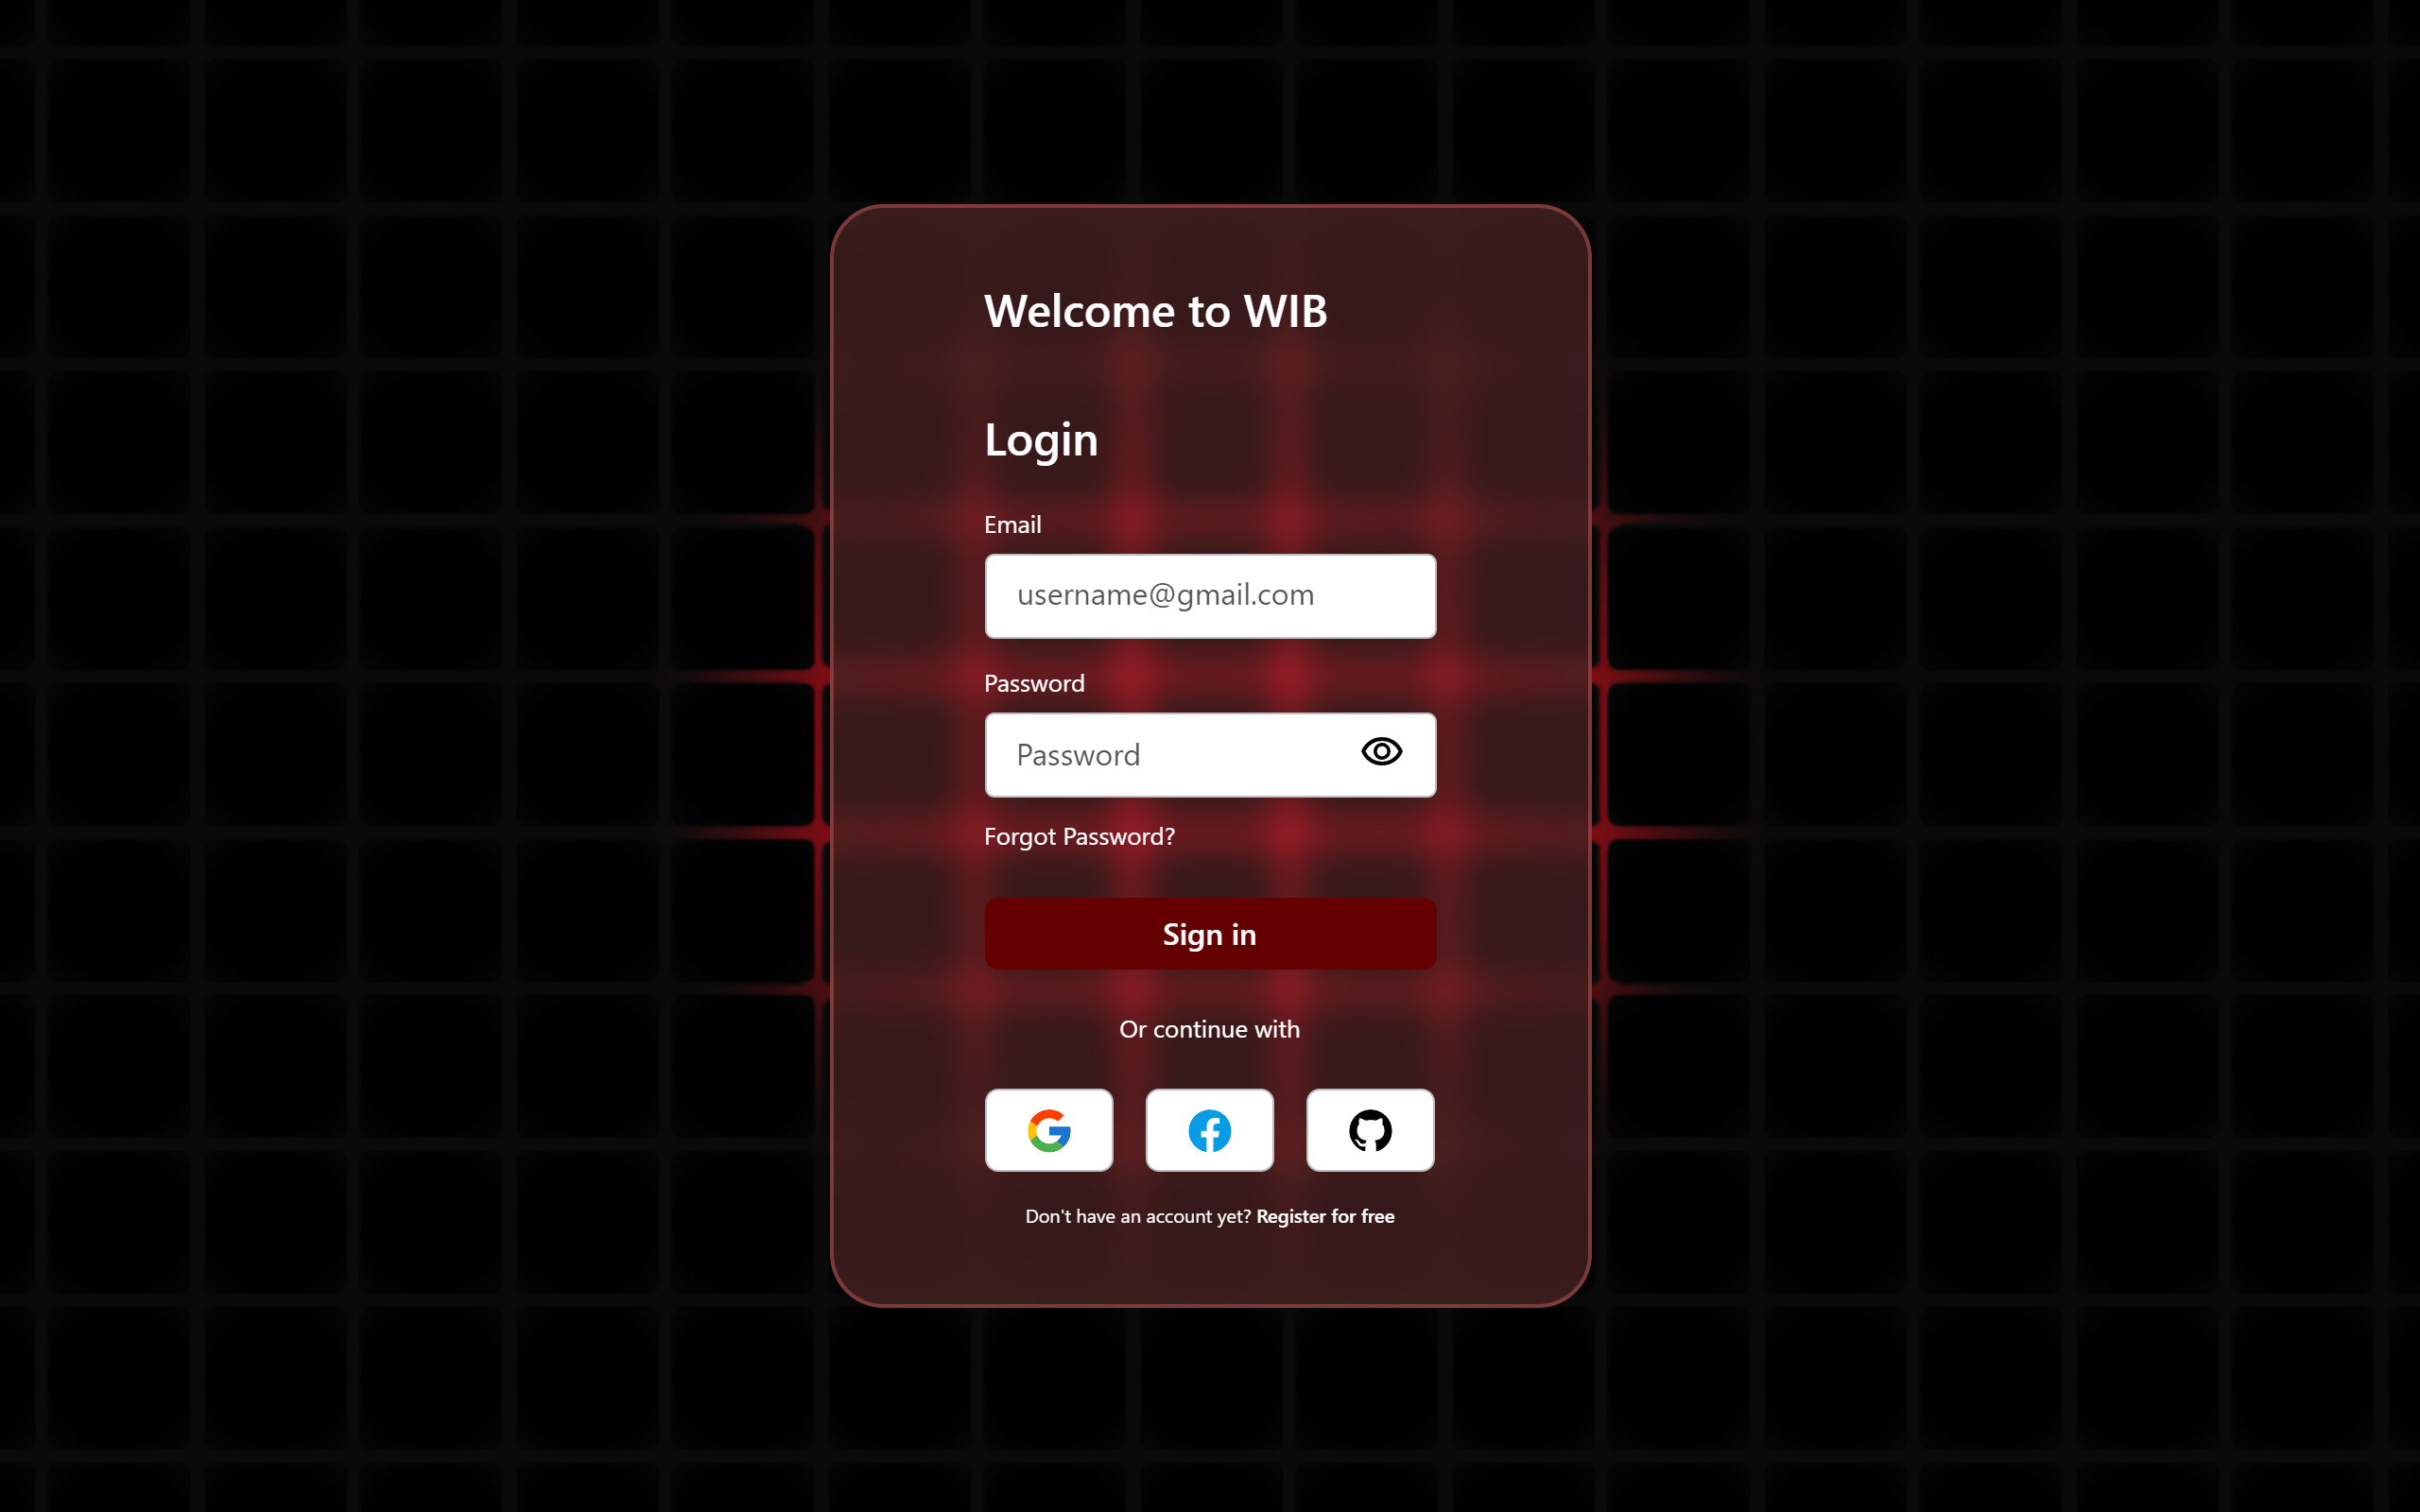 Welcome to WIB
Login
Email
username@gmail.com
Password
Password
Forgot Password?
Sign in
Or continue with
Don't have an account yet? Register for free